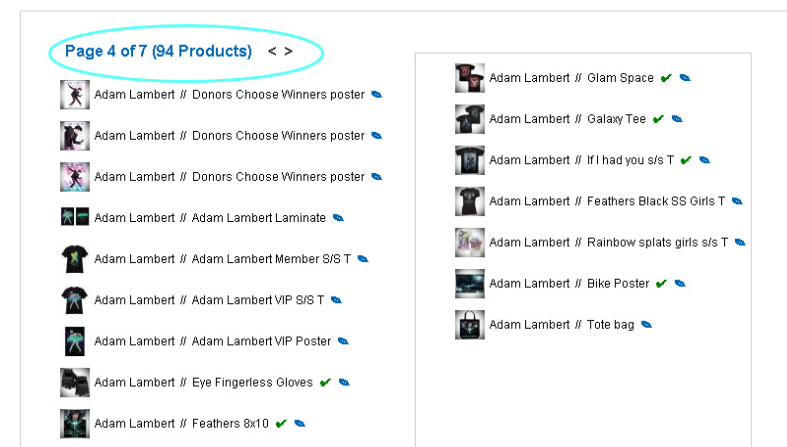 Page 4 of 7 (94 Products) < >
Adam Lambert // Donors Choose Winners poster
Adam Lambert // Donors Choose Winners poster
Adam Lambert // Donors Choose Winners poster
Adam Lambert // Adam Lambert Laminate
Adam Lambert // Adam Lambert Member S/S T
Adam Lambert // Adam Lambert VIP S/S T
Adam Lambert // Adam Lambert VIP Poster
Adam Lambert // Eye Fingerless Gloves
Adam Lambert // Feathers 8x10
Adam Lambert // Glam Space
Adam Lambert // Galaxy Tee
Adam Lambert // If I had you s/s T
Adam Lambert // Feathers Black SS Girls T
Adam Lambert // Rainbow splats girls s/s T
Adam Lambert // Bike Poster
Adam Lambert // Tote bag